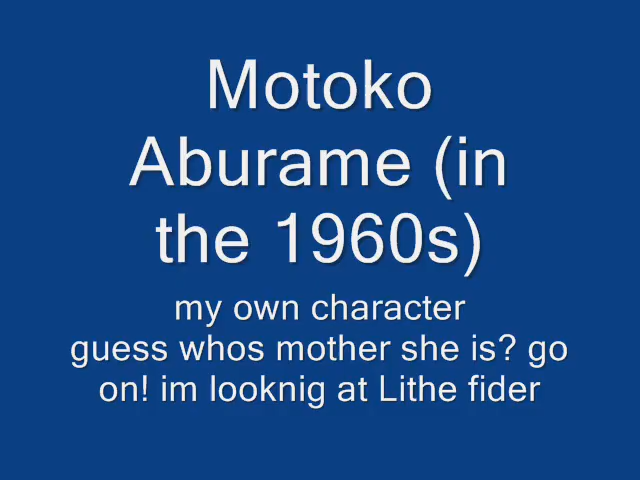 Motoko
Aburame (in
the 1960s)
my own character
guess whos mother she is? go
on! im looknig at Lithe fider